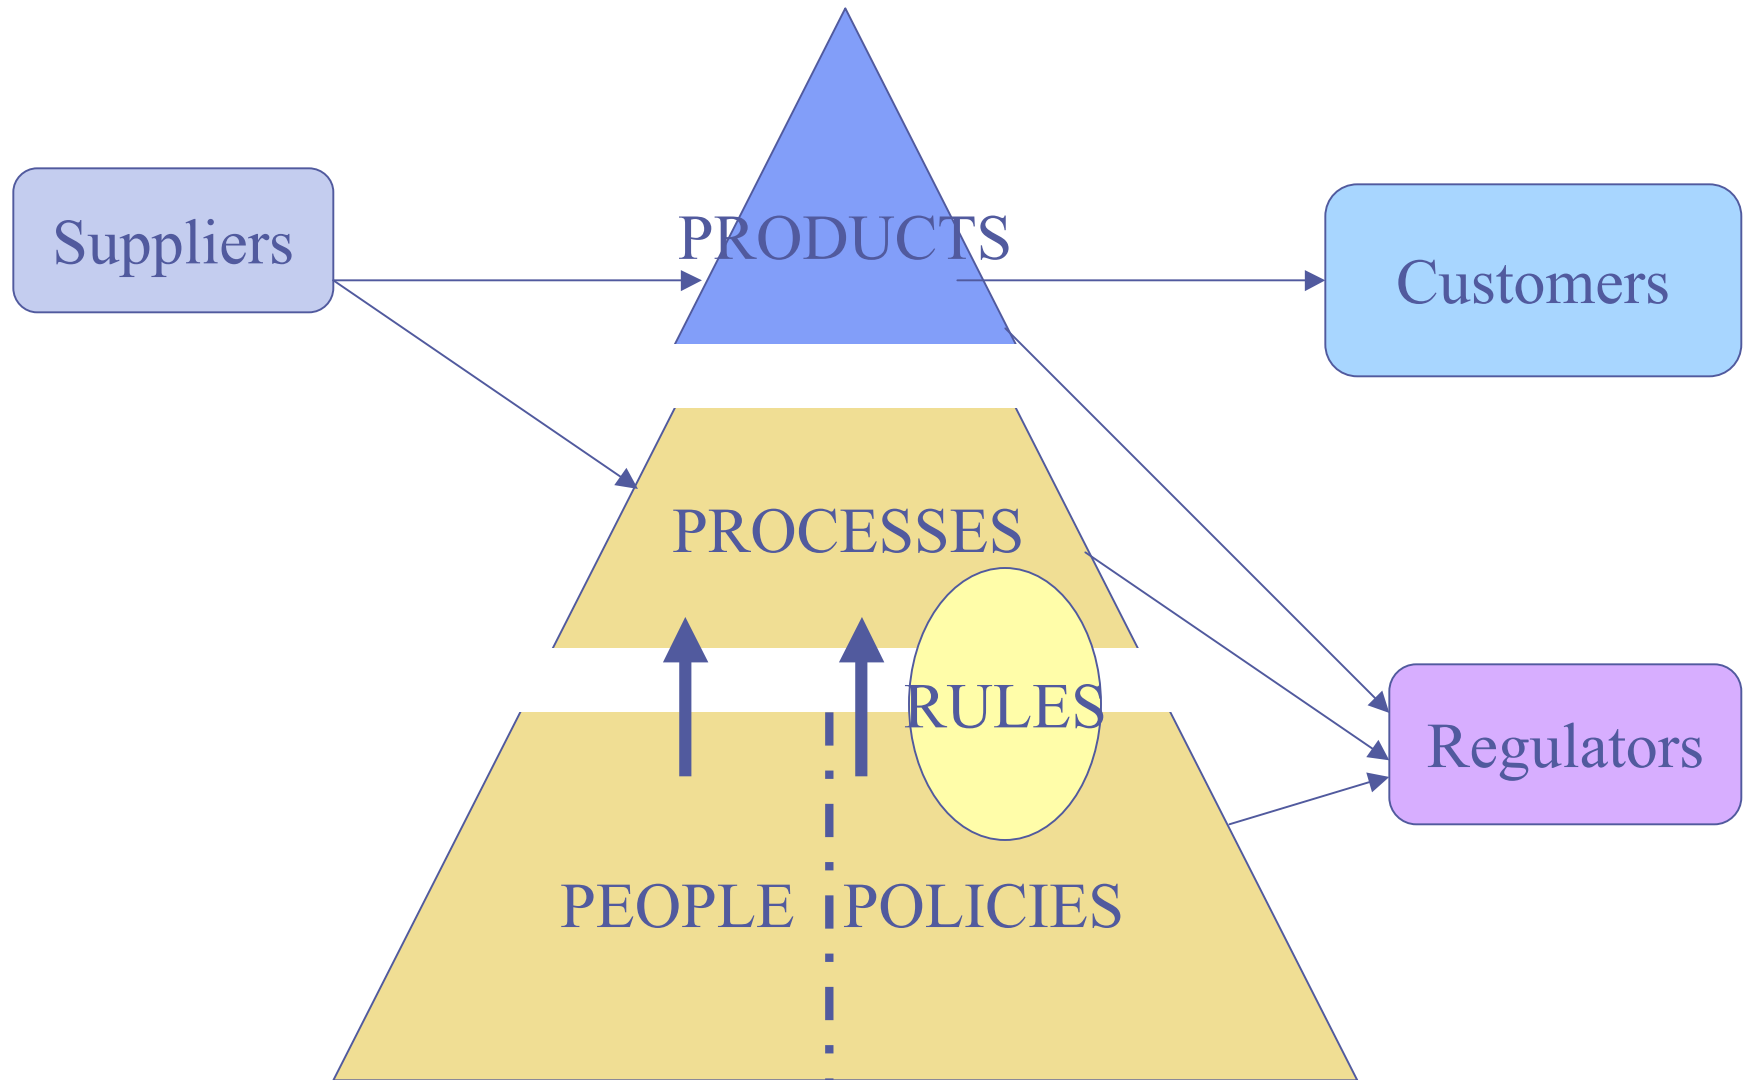 Suppliers
PRODUCTS
Customers
PROCESSES
RULES
Regulators
PEOPLE
POLICIES